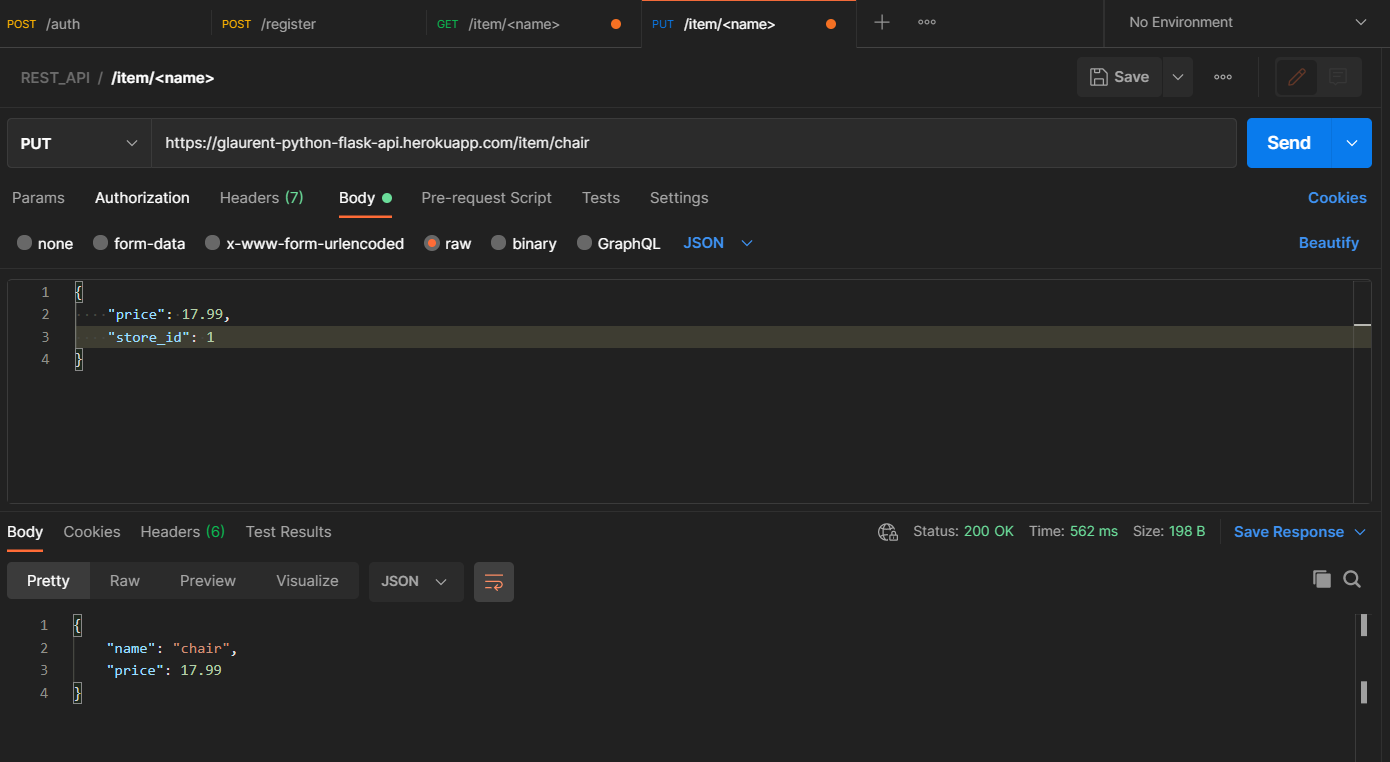 POST /auth POST /register GET /item/<name> PUT /item/<name> No Environment
REST_API / /item/<name> Save
PUT https://glaurent-python-flask-api.herokuapp.com/item/chair Send
Params Authorization Headers (7) Body Pre-request Script Tests Settings Cookies
none form-data x-www-form-urlencoded raw binary GraphQL JSON Beautify
1 {
2 "price": 17.99,
3 "store_id": 1
4 }
Body Cookies Headers (6) Test Results Status: 200 OK Time: 562 ms Size: 198 B Save Response
Pretty Raw Preview Visualize JSON
1 {
2 "name": "chair",
3 "price": 17.99
4 }